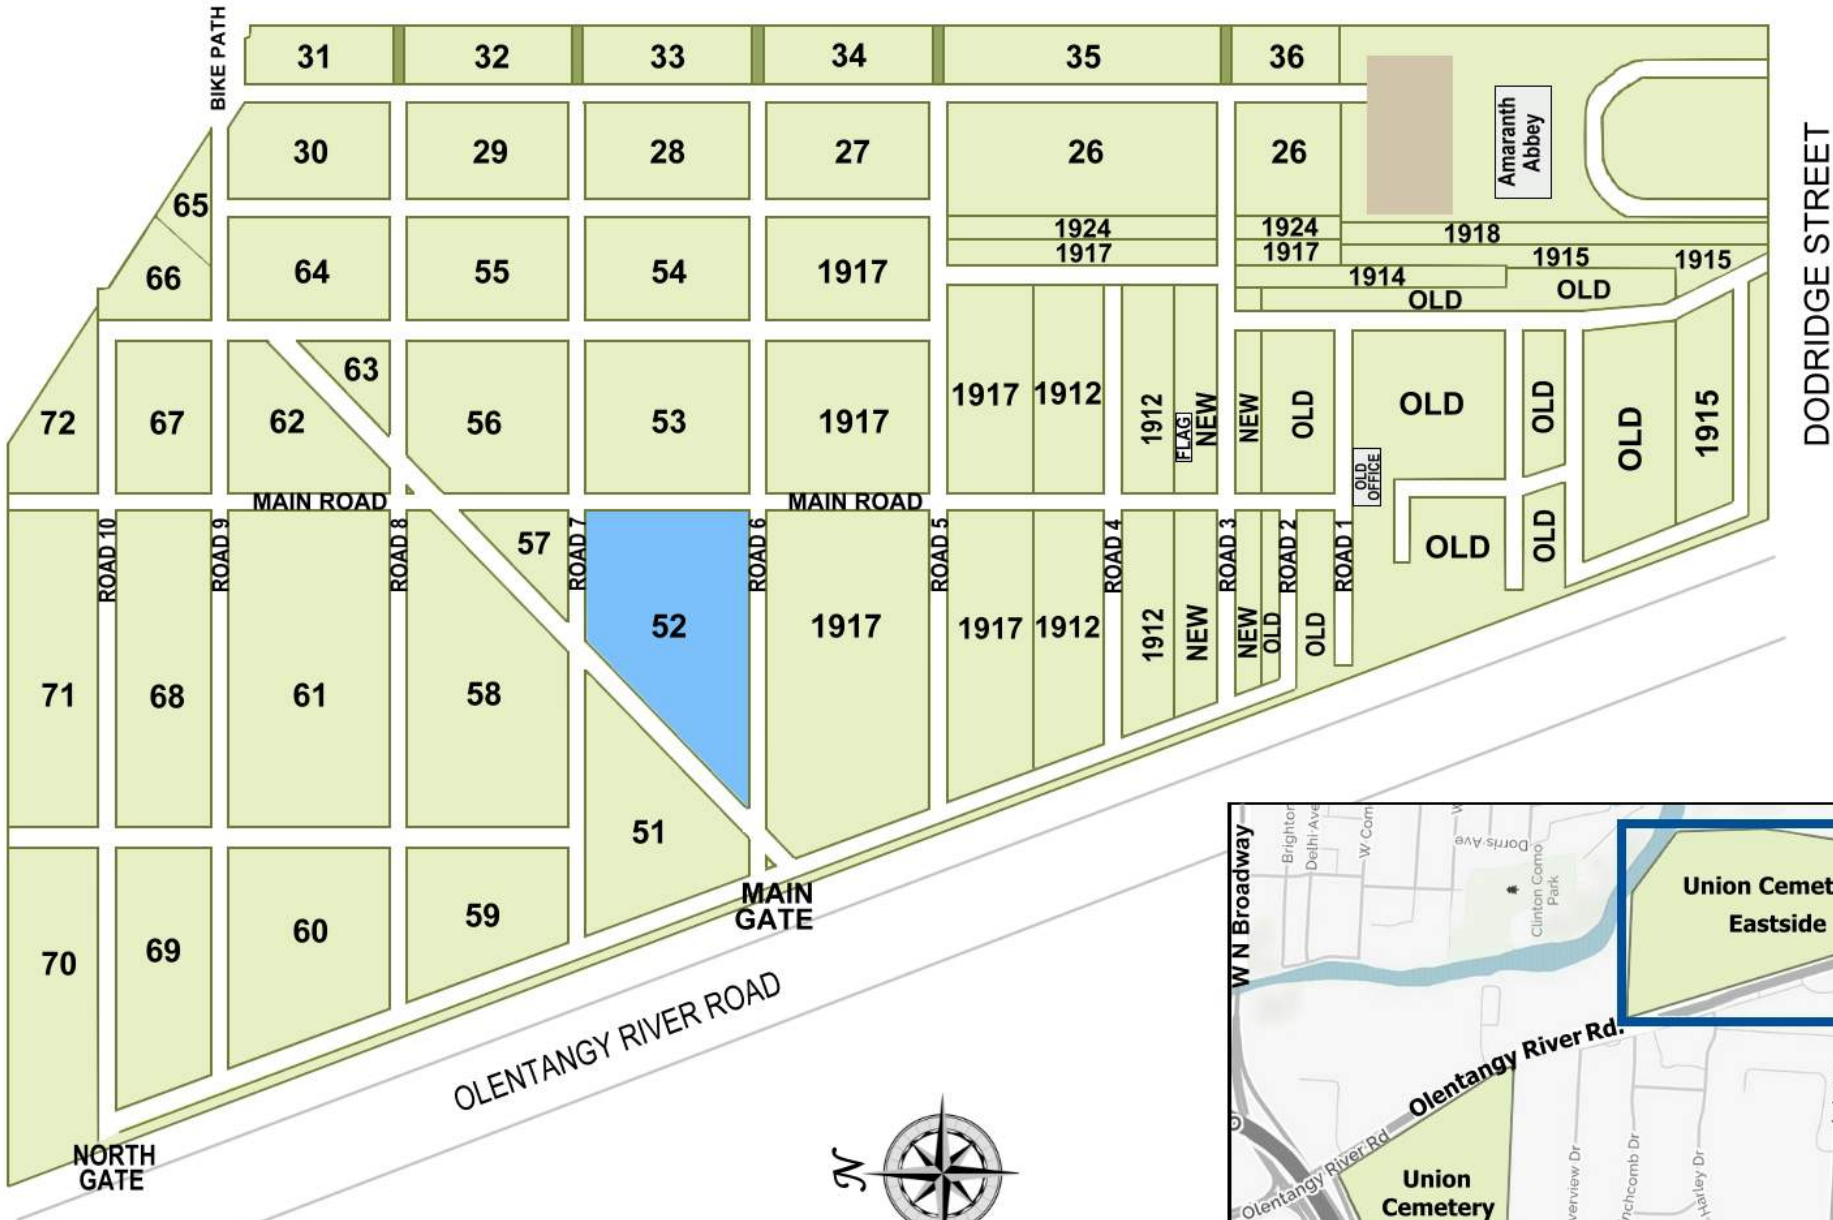 BIKE PATH
31
32
33
34
35
36
30
29
28
27
26
26
Amaranth
Abbey
DODRIDGE STREET
65
66
64
55
54
1917
1924
1917
1924
1917
1918
1915
1915
1914
OLD
OLD
72
67
62
63
56
53
1917
1917
1912
1912
FLAG
NEW
NEW
OLD
OLD
OLD
OLD
1915
OLD
OFFICE
MAIN ROAD
MAIN ROAD
ROAD 10
ROAD 9
ROAD 8
ROAD 7
ROAD 6
ROAD 5
ROAD 4
ROAD 3
ROAD 2
ROAD 1
57
52
1917
1917
1912
1912
NEW
NEW
OLD
OLD
OLD
OLD
71
68
61
58
51
70
69
60
59
MAIN
GATE
NORTH
GATE
OLENTANGY RIVER ROAD
N
W N Broadway
Brighton
Delhi Ave
W Com
W
Dorris Ave
Clinton Como
Park
Union Cemet
Eastside
Olentangy River Rd.
Olentangy River Rd
Union
Cemetery
verview Dr
nchcomb Dr
Harley Dr